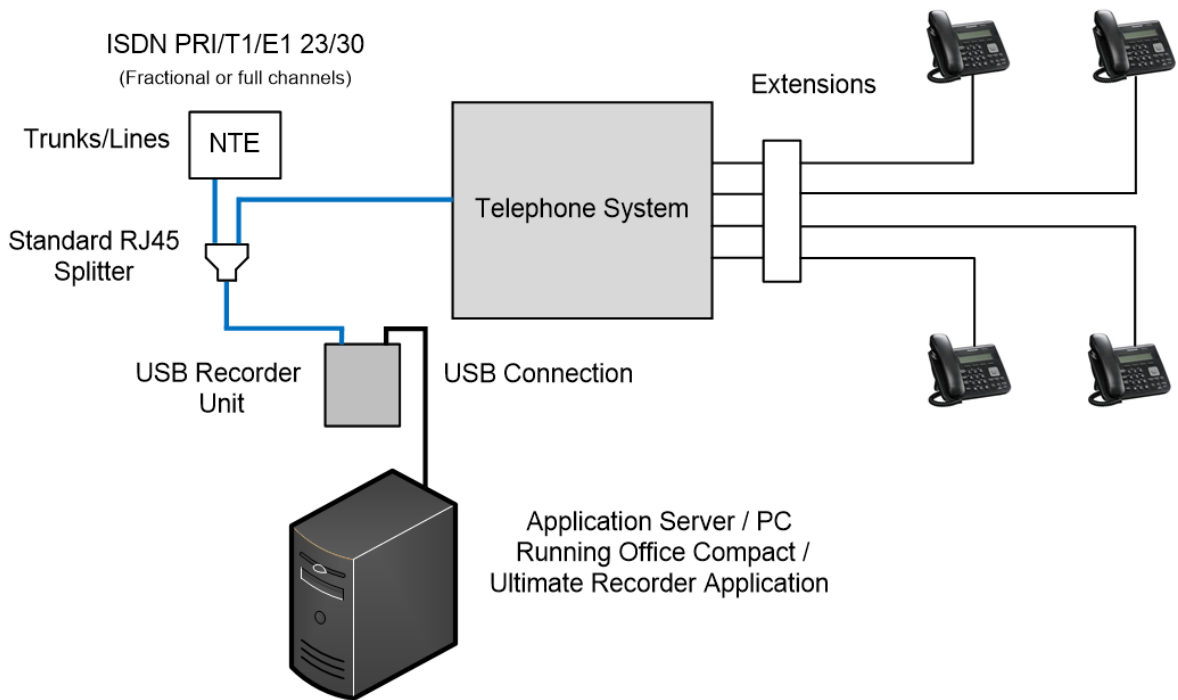 ISDN PRI/T1/E1 23/30
(Fractional or full channels)
Extensions
Trunks/Lines
NTE
Telephone System
Standard RJ45
Splitter
USB Recorder
Unit
USB Connection
Application Server / PC
Running Office Compact /
Ultimate Recorder Application